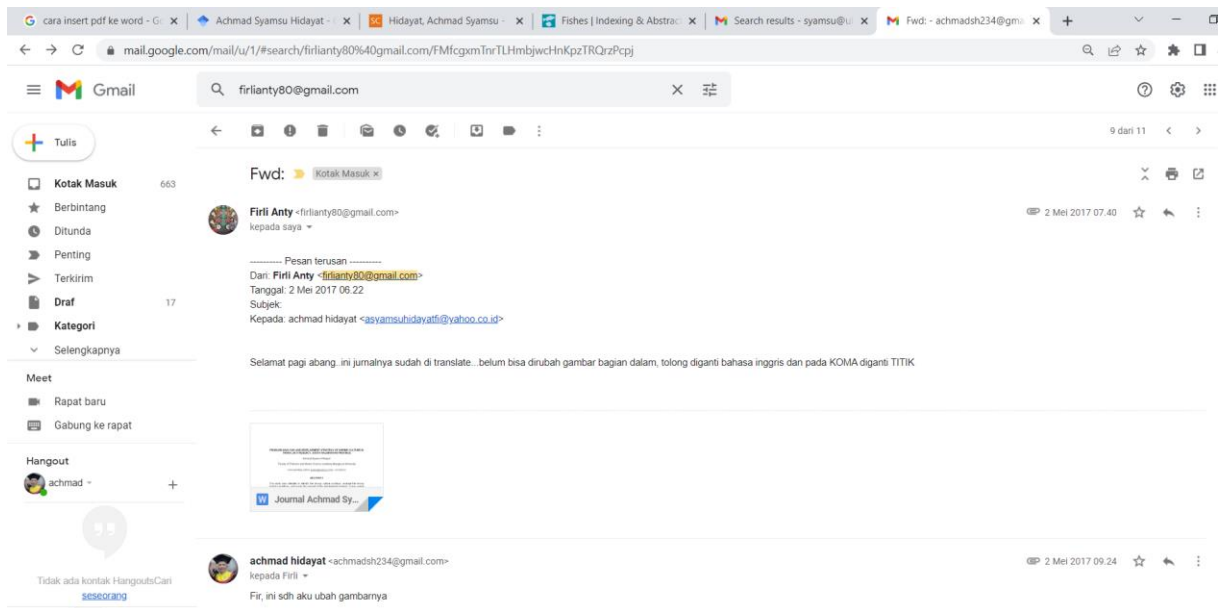 cara insert pdf ke word - Go
Achmad Syamsu Hidayat -
Hidayat, Achmad Syamsu -
Fishes | Indexing & Abstrac
Search results - syamsu@u
Fwd: - achmadsh234@gma
mail.google.com/mail/u/1/#search/firlianty80%40gmail.com/FMfcgxmTnrTLHmbjwcHnKpzTRQrzPcpj
Gmail
firlianty80@gmail.com
Tulis
9 dari 11
Kotak Masuk 663
Berbintang
Ditunda
Penting
Terkirim
Draf 17
Kategori
Selengkapnya
Meet
Rapat baru
Gabung ke rapat
Hangout
achmad
Tidak ada kontak HangoutsCari
seseorang
Fwd: Kotak Masuk ×
Firli Anty <firlianty80@gmail.com> 2 Mei 2017 07.40
kepada saya
---------- Pesan terusan ----------
Dari: Firli Anty <firlianty80@gmail.com>
Tanggal: 2 Mei 2017 06.22
Subjek:
Kepada: achmad hidayat <asyamsuhidayatfi@yahoo.co.id>
Selamat pagi abang..ini jurnalnya sudah di translate...belum bisa dirubah gambar bagian dalam, tolong diganti bahasa inggris dan pada KOMA diganti TITIK
W Journal Achmad Sy...
achmad hidayat <achmadsh234@gmail.com> 2 Mei 2017 09.24
kepada Firli
Fir, ini sdh aku ubah gambarnya